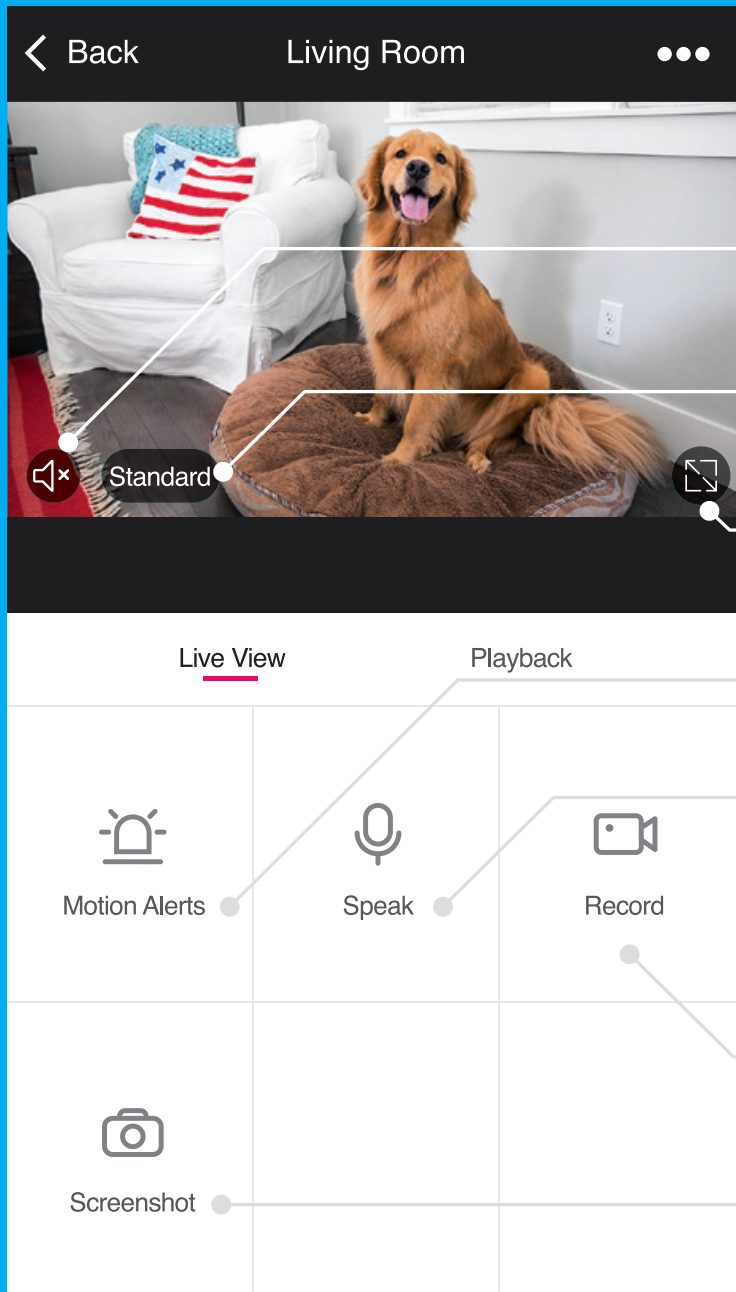 Back
Living Room
Standard
Live View
Playback
Motion Alerts
Speak
Record
Screenshot